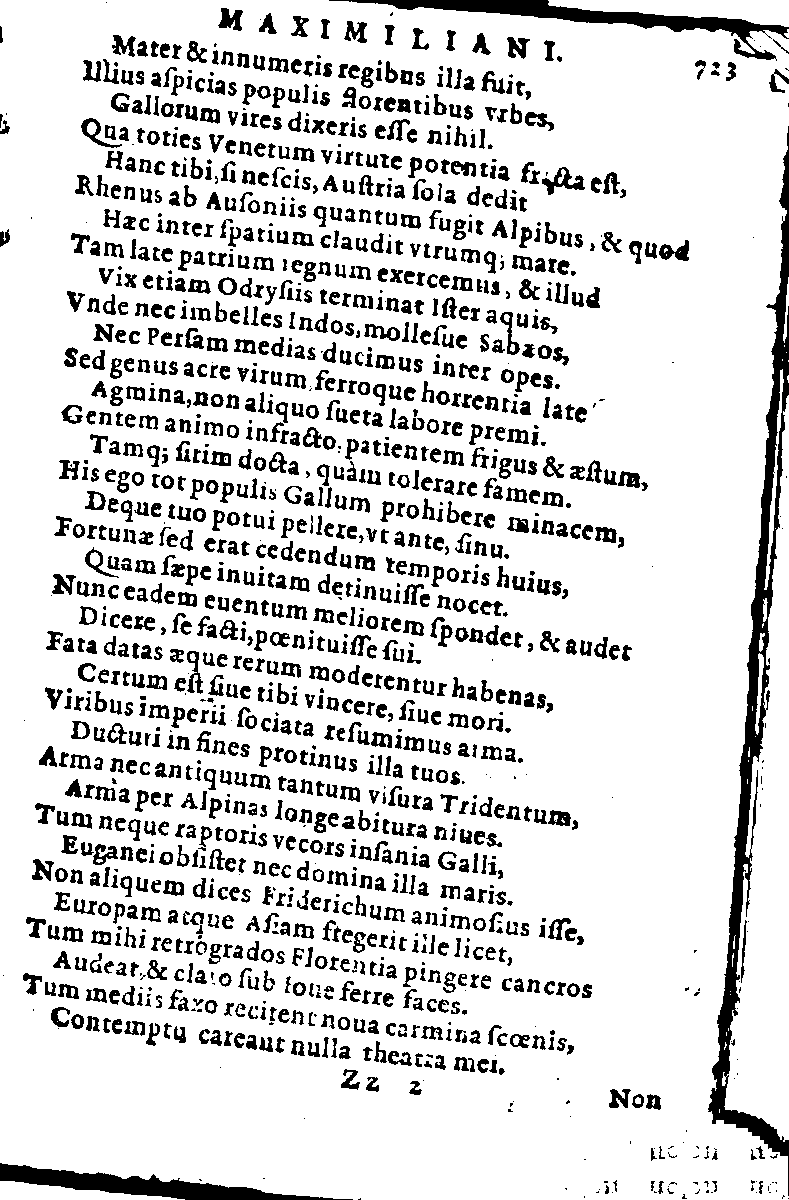 MAXIMILIANI. 723
Mater & innumeris regibus illa fuit,
Illius aſpicias populis florentibus vrbes,
Gallorum vires dixeris eſſe nihil.
Qua toties Venetum virtute potentia fracta eſt,
Hanc tibi, ſi neſcis, Auſtria ſola dedit
Rhenus ab Auſoniis quantum fugit Alpibus, & quod
Hæc inter ſpatium claudit vtrumq; mare.
Tam late patrium regnum exercemus, & illud
Vix etiam Odryſiis terminat Iſter aquis,
Vnde nec imbelles Indos, molleſue Sabæos,
Nec Perſam medias ducimus inter opes.
Sed genus acre virum, ferroque horrentia late
Agmina, non aliquo ſueta labore premi.
Gentem animo infracto, patientem frigus & æſtum,
Tamq; ſitim docta, quàm tolerare famem.
His ego tot populis Gallum prohibere minacem,
Deque tuo potui pellere, vt ante, ſinu.
Fortunæ ſed erat cedendum temporis huius,
Quam ſæpe inuitam detinuiſſe nocet.
Nunc eadem euentum meliorem ſpondet, & audet
Dicere, ſe facti, pœnituiſſe ſui.
Fata datas æque rerum moderentur habenas,
Certum eſt ſiue tibi vincere, ſiue mori.
Viribus imperii ſociata reſumimus arma.
Ducturi in fines protinus illa tuos.
Arma nec antiquum tantum viſura Tridentum,
Arma per Alpinas longe abitura niues.
Tum neque raptoris vecors inſania Galli,
Euganei obſiſtet nec domina illa maris.
Non aliquem dices Friderichum animoſius iſſe,
Europam atque Aſiam fregerit ille licet,
Tum mihi retrogrados Florentia pingere cancros
Audeat, & clauo ſub Ioue ferre faces.
Tum mediis faxo recitent noua carmina ſcœnis,
Contemptu careant nulla theatra mei.
Zz 2
Non